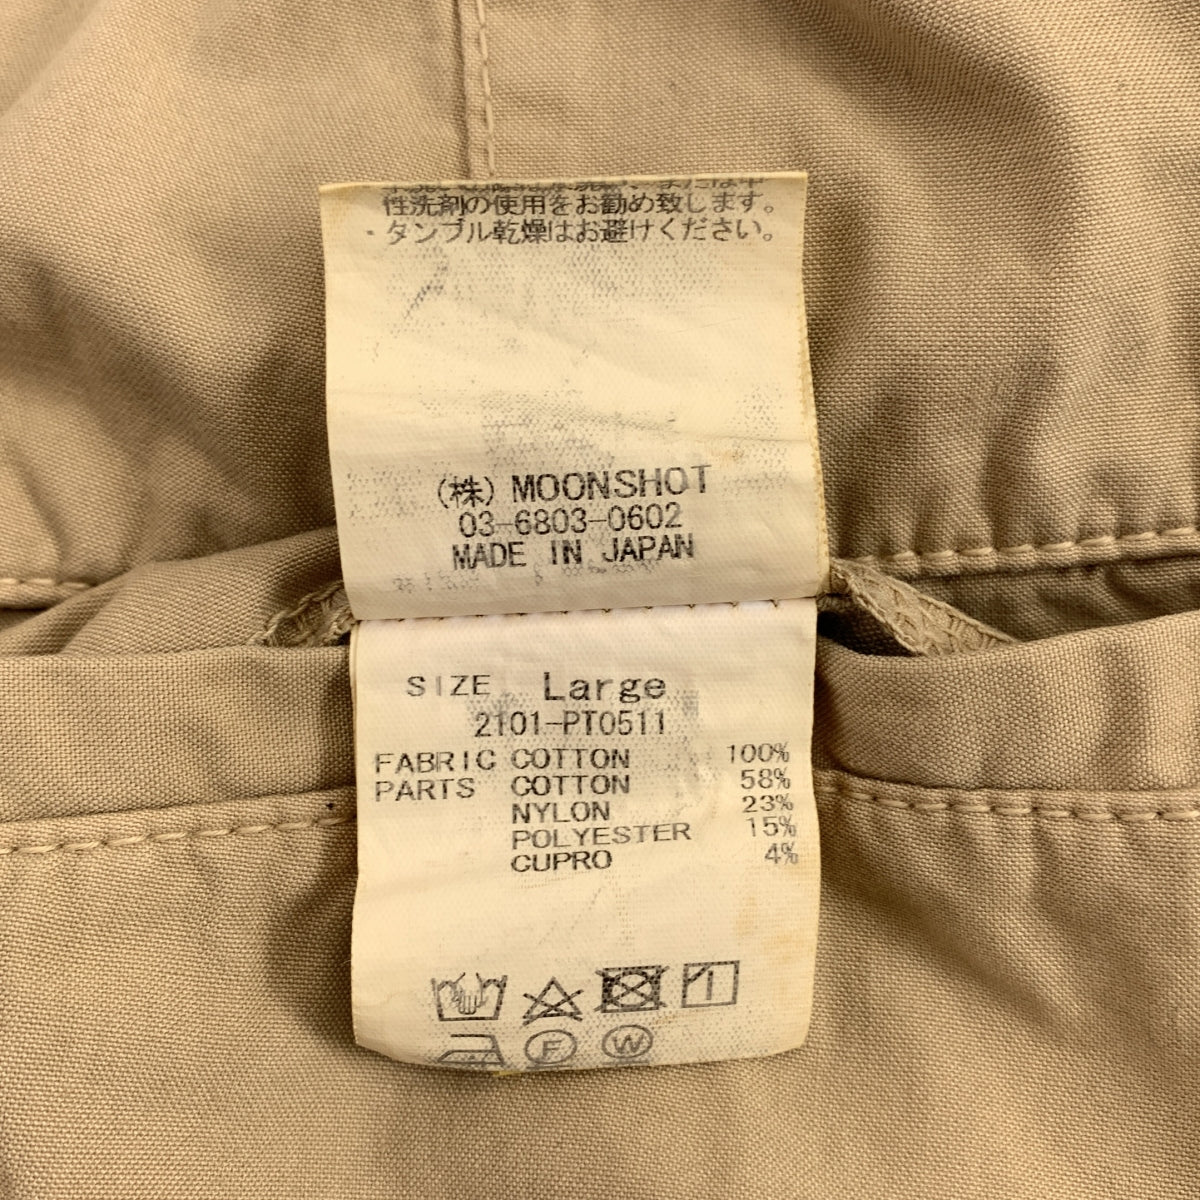 性洗剤の使用をお勧め致します。
・タンブル乾燥はお避けください。
(株) MOONSHOT
03-6803-0602
MADE IN JAPAN
SIZE Large
2101-PT0511
FABRIC COTTON 100%
PARTS COTTON 58%
NYLON 23%
POLYESTER 15%
CUPRO 4%
F W